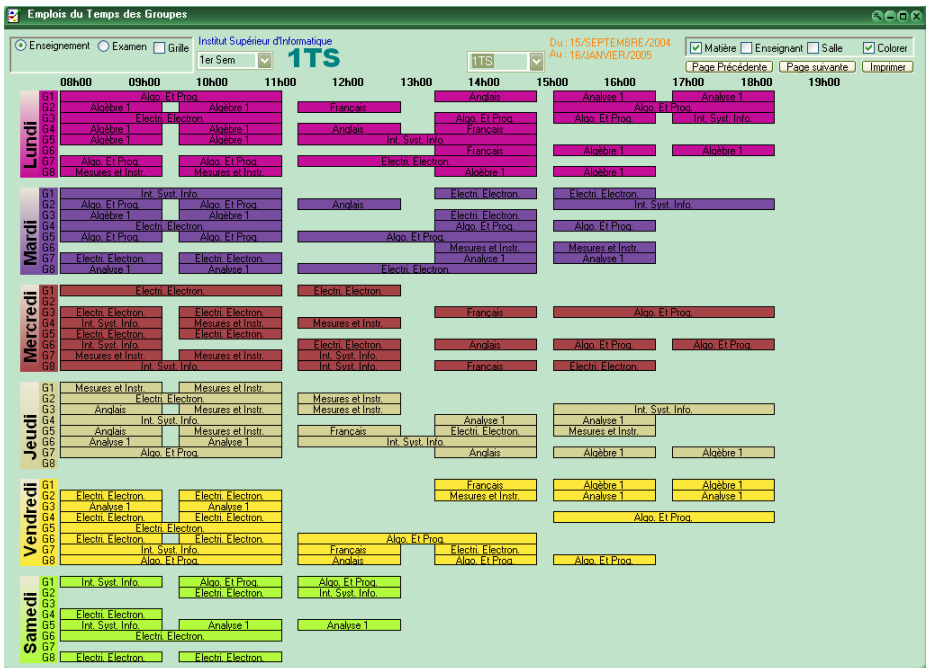 Emplois du Temps des Groupes
Enseignement Examen Grille
Institut Supérieur d'Informatique
1er Sem 1TS 1TS
Du : 15/SEPTEMBRE/2004
Au : 16/JANVIER/2005
Matière Enseignant Salle Colorer
Page Précédente Page suivante Imprimer
08h00 09h00 10h00 11h00 12h00 13h00 14h00 15h00 16h00 17h00 18h00 19h00
Lundi
G1 Algo. Et Prog. Anglais Analyse 1 Analyse 1
G2 Algèbre 1 Algèbre 1 Français Algo. Et Prog.
G3 Electri. Electron. Algo. Et Prog. Algo. Et Prog. Int. Syst. Info.
G4 Algèbre 1 Algèbre 1 Anglais Français
G5 Algèbre 1 Algèbre 1 Int. Syst. Info.
G6 Français Algèbre 1 Algèbre 1
G7 Algo. Et Prog. Algo. Et Prog. Electri. Electron.
G8 Mesures et Instr. Mesures et Instr. Algèbre 1 Algèbre 1
Mardi
G1 Int. Syst. Info. Electri. Electron. Electri. Electron.
G2 Algo. Et Prog. Algo. Et Prog. Anglais Int. Syst. Info.
G3 Algèbre 1 Algèbre 1 Electri. Electron.
G4 Electri. Electron. Algo. Et Prog. Algo. Et Prog.
G5 Algo. Et Prog. Algo. Et Prog. Algo. Et Prog.
G6 Mesures et Instr. Mesures et Instr.
G7 Electri. Electron. Electri. Electron. Analyse 1 Analyse 1
G8 Analyse 1 Analyse 1 Electri. Electron.
Mercredi
G1 Electri. Electron. Electri. Electron.
G2
G3 Electri. Electron. Electri. Electron. Français Algo. Et Prog.
G4 Int. Syst. Info. Mesures et Instr. Mesures et Instr.
G5 Electri. Electron. Electri. Electron.
G6 Int. Syst. Info. Electri. Electron. Electri. Electron. Anglais Algo. Et Prog. Algo. Et Prog.
G7 Mesures et Instr. Mesures et Instr. Int. Syst. Info.
G8 Int. Syst. Info. Int. Syst. Info. Français Electri. Electron.
Jeudi
G1 Mesures et Instr. Mesures et Instr.
G2 Electri. Electron. Mesures et Instr.
G3 Anglais Mesures et Instr. Mesures et Instr. Int. Syst. Info.
G4 Int. Syst. Info. Analyse 1 Analyse 1
G5 Anglais Mesures et Instr. Français Electri. Electron. Mesures et Instr.
G6 Analyse 1 Analyse 1 Int. Syst. Info.
G7 Algo. Et Prog. Anglais Algèbre 1 Algèbre 1
G8
Vendredi
G1 Français Algèbre 1 Algèbre 1
G2 Electri. Electron. Electri. Electron. Mesures et Instr. Analyse 1 Analyse 1
G3 Analyse 1 Analyse 1
G4 Electri. Electron. Electri. Electron. Algo. Et Prog.
G5 Electri. Electron.
G6 Electri. Electron. Electri. Electron. Algo. Et Prog.
G7 Int. Syst. Info. Français Electri. Electron.
G8 Algo. Et Prog. Anglais Algo. Et Prog. Algo. Et Prog.
Samedi
G1 Int. Syst. Info. Algo. Et Prog. Algo. Et Prog.
G2 Electri. Electron. Int. Syst. Info.
G3
G4 Electri. Electron.
G5 Int. Syst. Info. Analyse 1 Analyse 1
G6 Electri. Electron.
G7
G8 Electri. Electron. Electri. Electron.